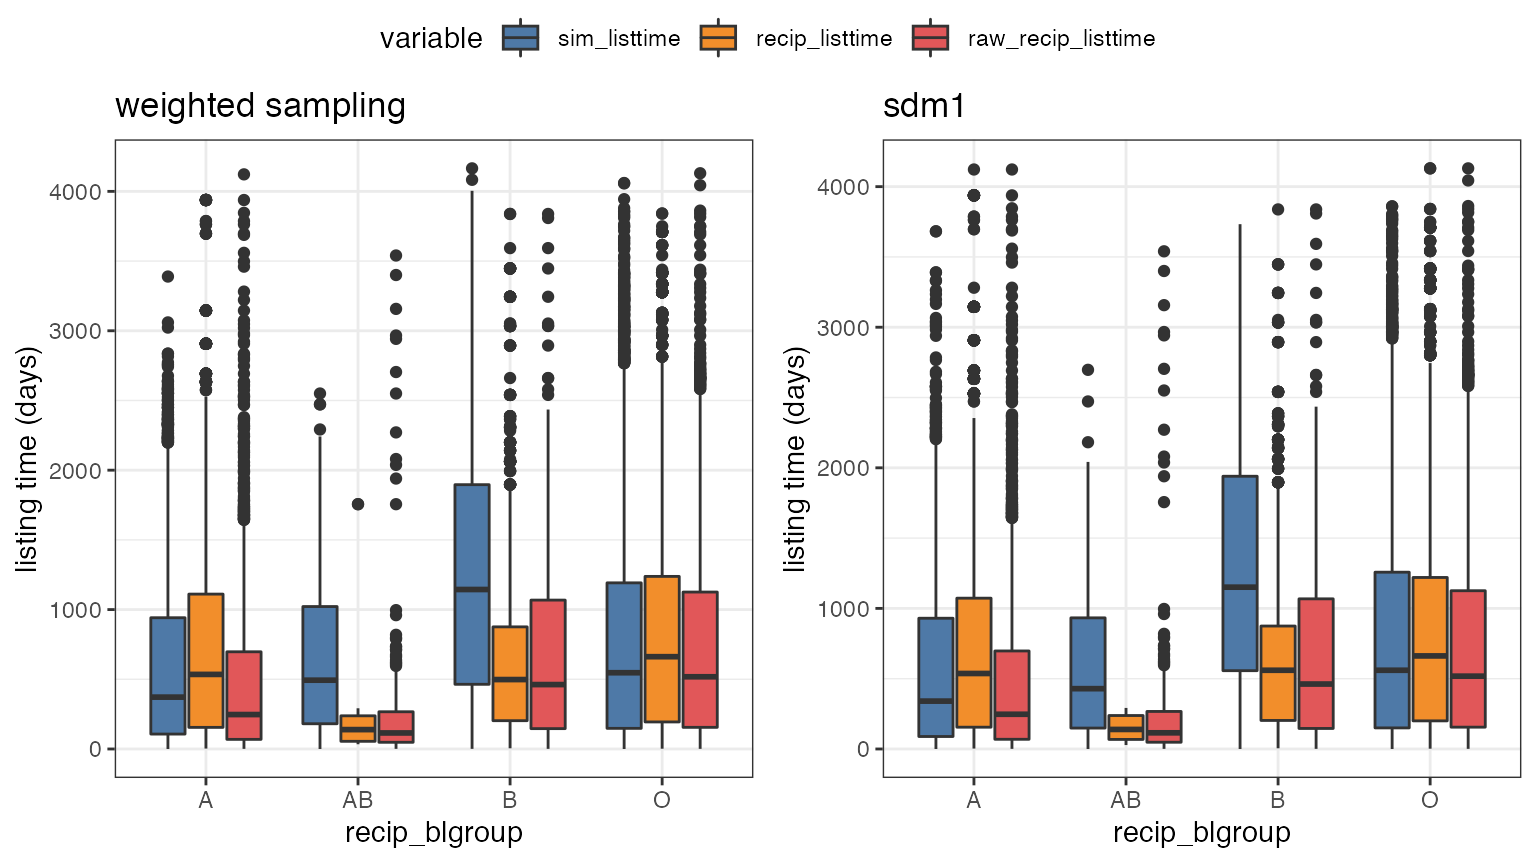 variable sim_listtime recip_listtime raw_recip_listtime
weighted sampling
listing time (days)
4000
3000
2000
1000
0
A AB B O
recip_blgroup
sdm1
listing time (days)
4000
3000
2000
1000
0
A AB B O
recip_blgroup